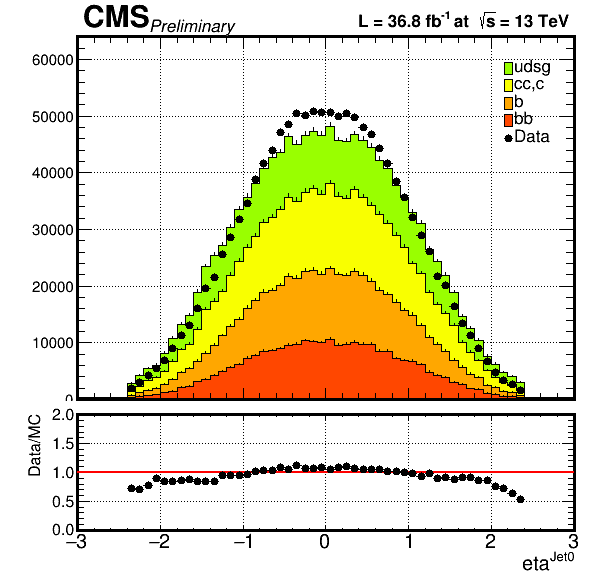 CMS Preliminary L = 36.8 fb⁻¹ at √s = 13 TeV
60000
50000
40000
30000
20000
10000
0
udsg
cc,c
b
bb
Data
Data/MC
2.0
1.5
1.0
0.5
0.0
−3 −2 −1 0 1 2 3
eta^Jet0